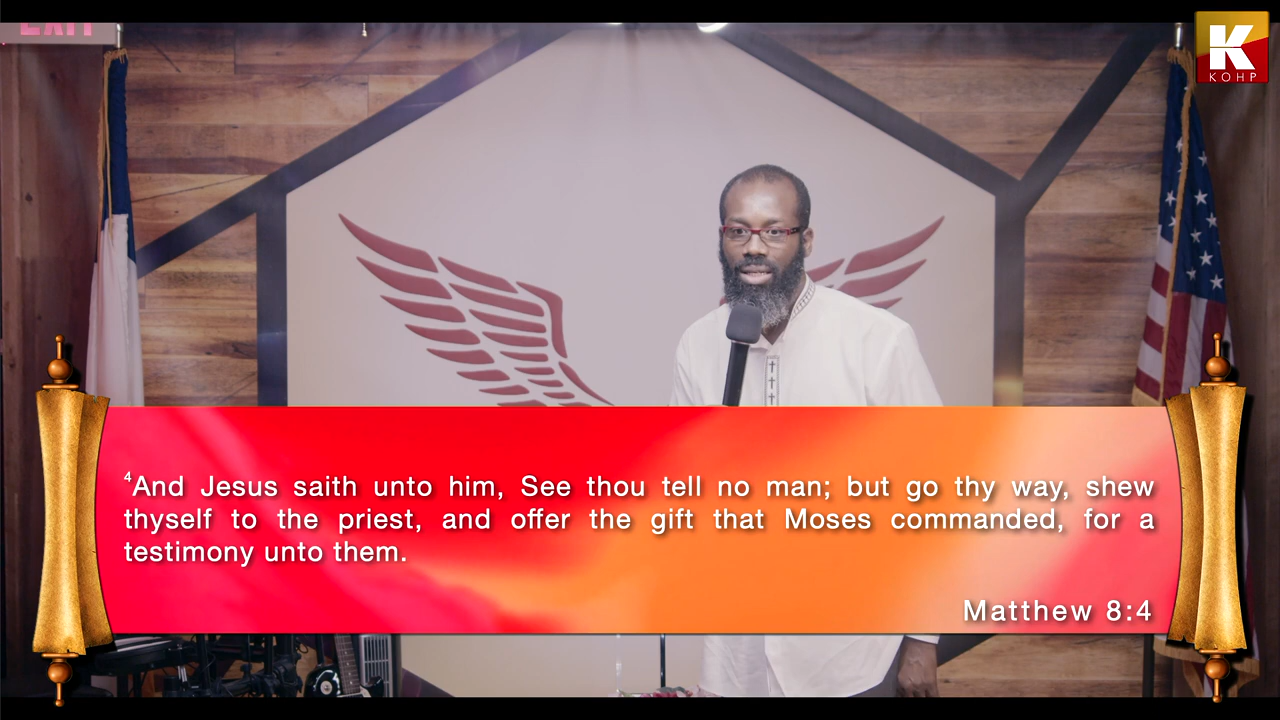 EXIT
K
KOHP
⁴And Jesus saith unto him, See thou tell no man; but go thy way, shew
thyself to the priest, and offer the gift that Moses commanded, for a
testimony unto them.
Matthew 8:4